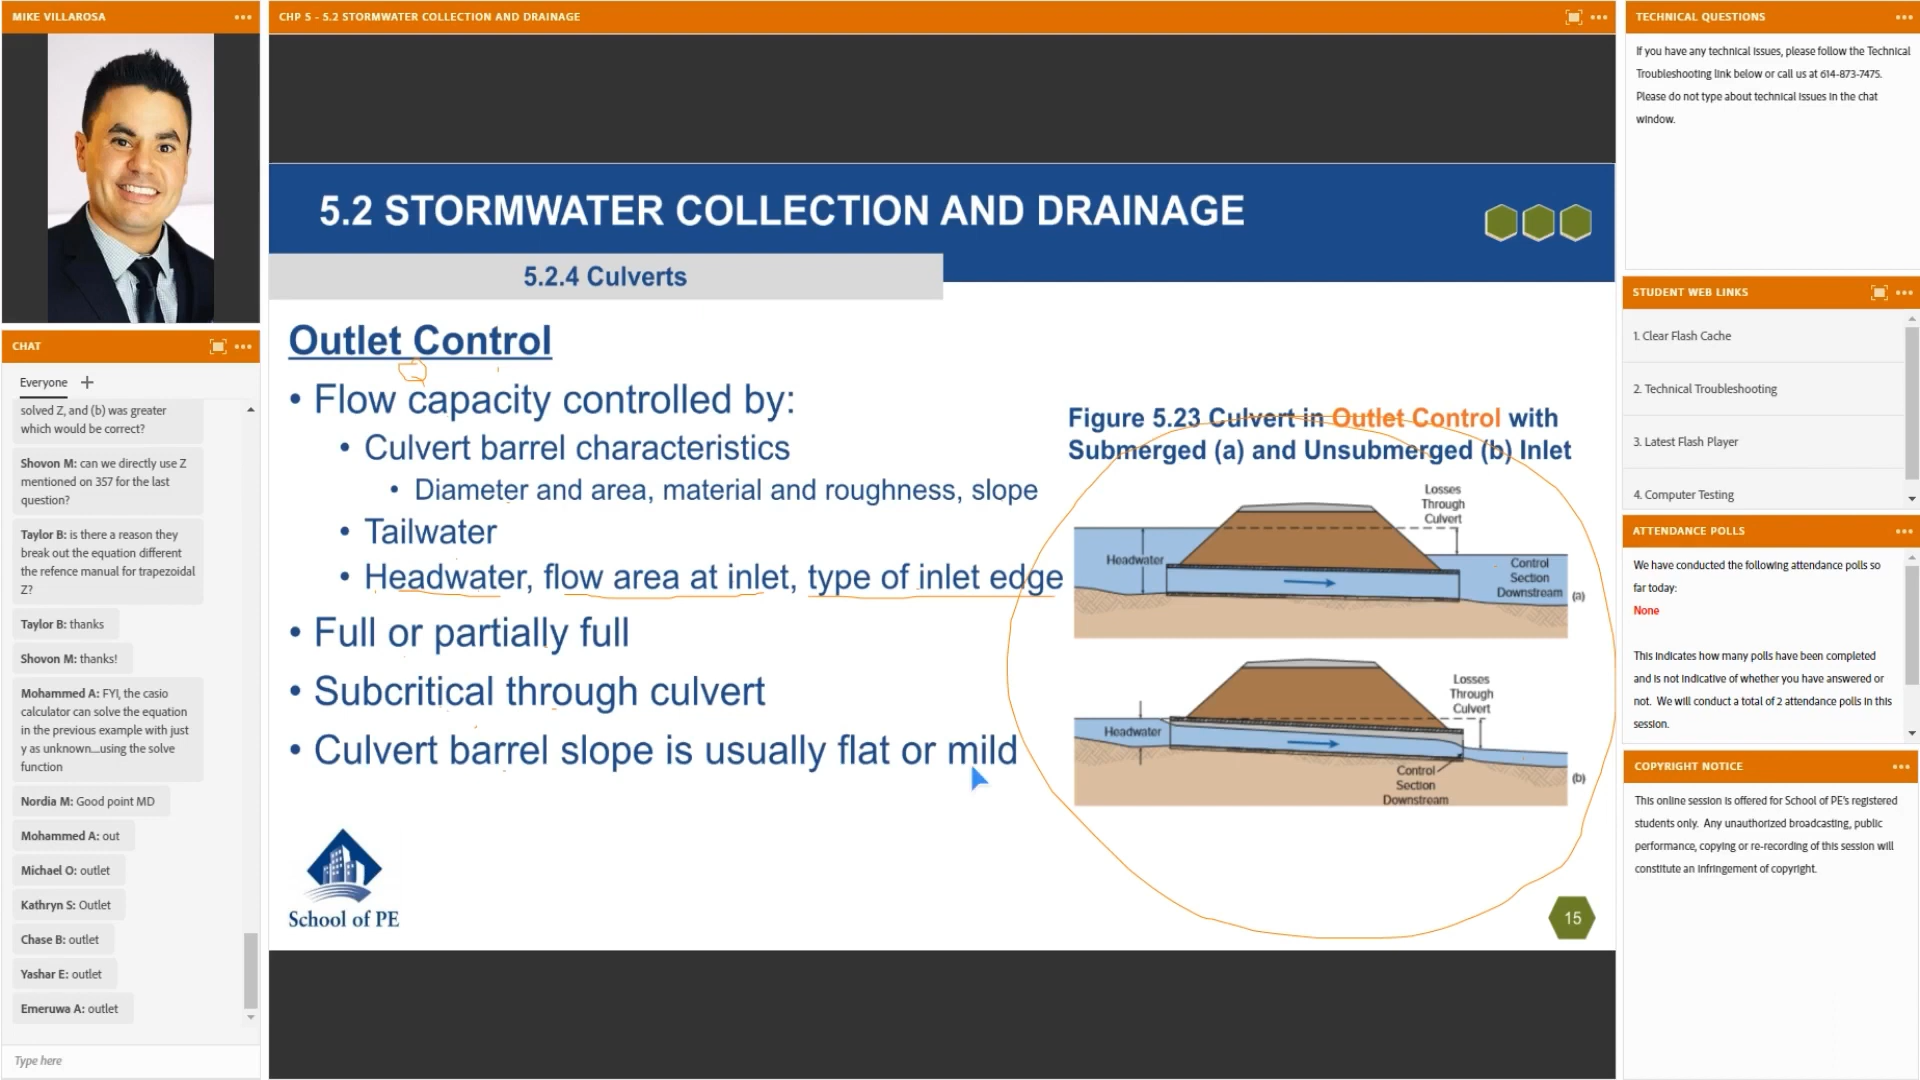 MIKE VILLAROSA
CHAT
Everyone
solved Z, and (b) was greater
which would be correct?
Shovon M: can we directly use Z
mentioned on 357 for the last
question?
Taylor B: is there a reason they
break out the equation different
the refence manual for trapezoidal
Z?
Taylor B: thanks
Shovon M: thanks!
Mohammed A: FYI, the casio
calculator can solve the equation
in the previous example with just
y as unknown....using the solve
function
Nordia M: Good point MD
Mohammed A: out
Michael O: outlet
Kathryn S: Outlet
Chase B: outlet
Yashar E: outlet
Emeruwa A: outlet
Type here
CHP 5 - 5.2 STORMWATER COLLECTION AND DRAINAGE
5.2 STORMWATER COLLECTION AND DRAINAGE
5.2.4 Culverts
Outlet Control
• Flow capacity controlled by:
• Culvert barrel characteristics
• Diameter and area, material and roughness, slope
• Tailwater
• Headwater, flow area at inlet, type of inlet edge
• Full or partially full
• Subcritical through culvert
• Culvert barrel slope is usually flat or mild
School of PE
Figure 5.23 Culvert in Outlet Control with
Submerged (a) and Unsubmerged (b) Inlet
Losses
Through
Culvert
Headwater
Control
Section
Downstream
(a)
Losses
Through
Culvert
Headwater
Control
Section
Downstream
(b)
15
TECHNICAL QUESTIONS
If you have any technical issues, please follow the Technical
Troubleshooting link below or call us at 614-873-7475.
Please do not type about technical issues in the chat
window.
STUDENT WEB LINKS
1. Clear Flash Cache
2. Technical Troubleshooting
3. Latest Flash Player
4. Computer Testing
ATTENDANCE POLLS
We have conducted the following attendance polls so
far today:
None
This indicates how many polls have been completed
and is not indicative of whether you have answered or
not. We will conduct a total of 2 attendance polls in this
session.
COPYRIGHT NOTICE
This online session is offered for School of PE's registered
students only. Any unauthorized broadcasting, public
performance, copying or re-recording of this session will
constitute an infringement of copyright.